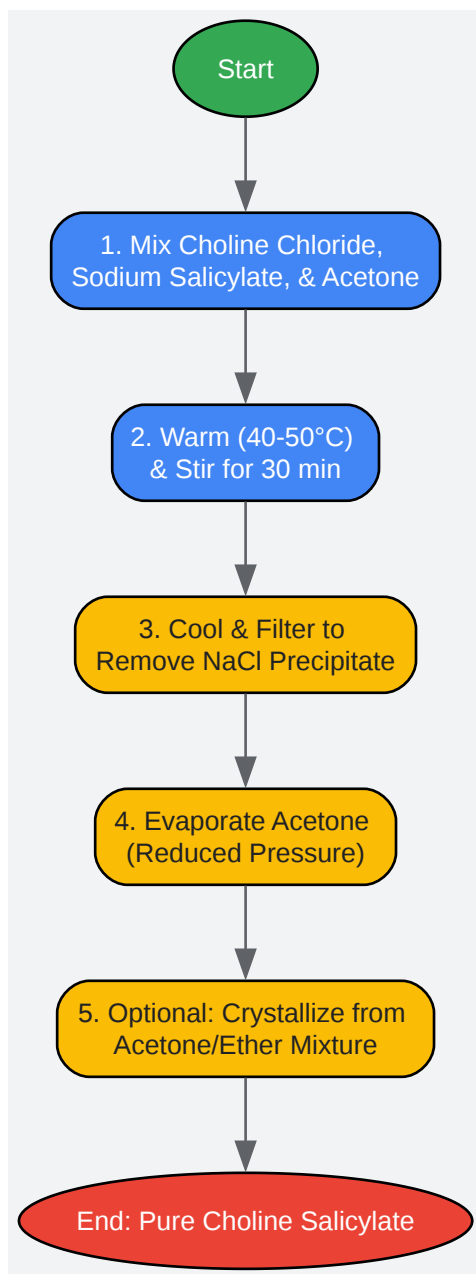 Start
1. Mix Choline Chloride,
Sodium Salicylate, & Acetone
2. Warm (40-50°C)
& Stir for 30 min
3. Cool & Filter to
Remove NaCl Precipitate
4. Evaporate Acetone
(Reduced Pressure)
5. Optional: Crystallize from
Acetone/Ether Mixture
End: Pure Choline Salicylate